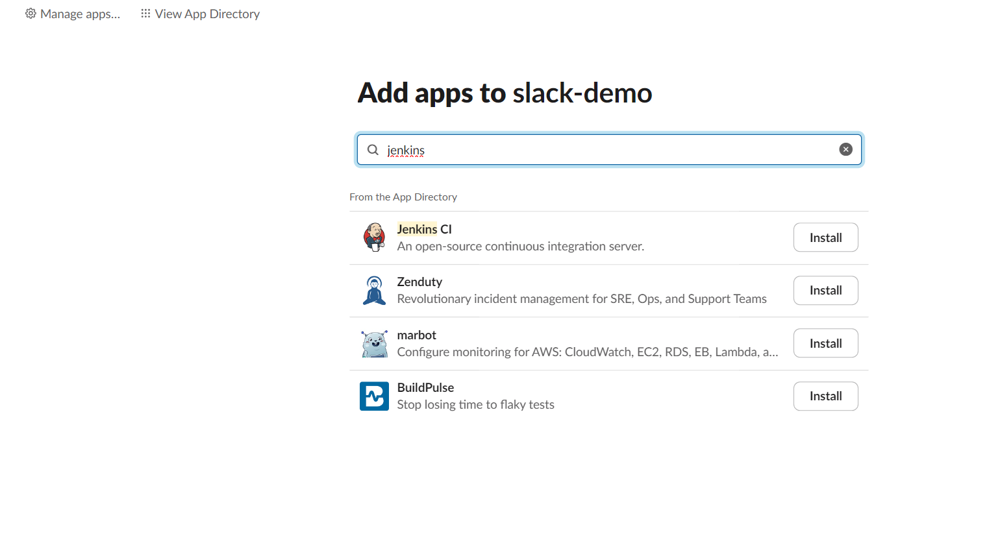 Manage apps... View App Directory
Add apps to slack-demo
jenkins
From the App Directory
Jenkins CI
An open-source continuous integration server.
Install
Zenduty
Revolutionary incident management for SRE, Ops, and Support Teams
Install
marbot
Configure monitoring for AWS: CloudWatch, EC2, RDS, EB, Lambda, a...
Install
BuildPulse
Stop losing time to flaky tests
Install